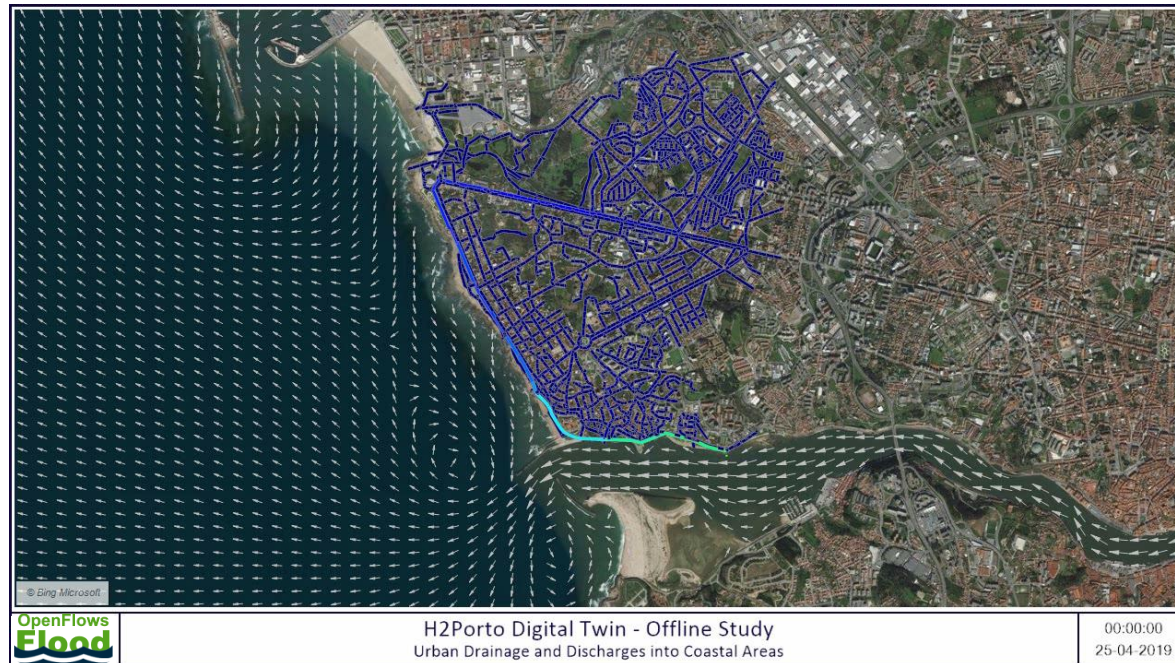 © Bing Microsoft
OpenFlows
Flood
H2Porto Digital Twin - Offline Study
Urban Drainage and Discharges into Coastal Areas
00:00:00
25-04-2019